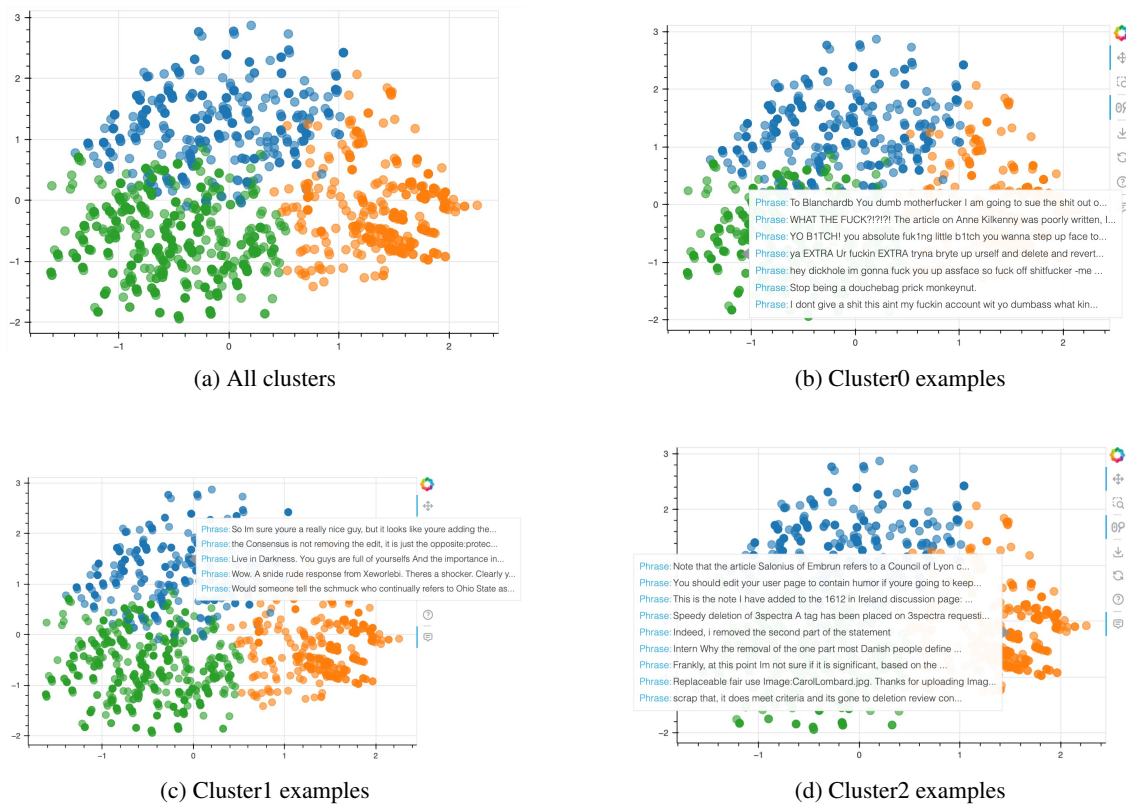 3
2
1
0
−1
−2
−1
0
1
2
(a) All clusters
3
2
1
0
−1
−2
−1
0
1
2
Phrase: To Blanchardb You dumb motherfucker I am going to sue the shit out o...
Phrase: WHAT THE FUCK?!?!?! The article on Anne Kilkenny was poorly written, I...
Phrase: YO B1TCH! you absolute fuk1ng little b1tch you wanna step up face to...
Phrase: ya EXTRA Ur fuckin EXTRA tryna bryte up urself and delete and revert...
Phrase: hey dickhole im gonna fuck you up assface so fuck off shitfucker -me ...
Phrase: Stop being a douchebag prick monkeynut.
Phrase: I dont give a shit this aint my fuckin account wit yo dumbass what kin...
(b) Cluster0 examples
3
2
1
0
−1
−2
−1
0
1
2
Phrase: So Im sure youre a really nice guy, but it looks like youre adding the...
Phrase: the Consensus is not removing the edit, it is just the opposite:protec...
Phrase: Live in Darkness. You guys are full of yourselfs And the importance in...
Phrase: Wow. A snide rude response from Xeworlebi. Theres a shocker. Clearly y...
Phrase: Would someone tell the schmuck who continually refers to Ohio State as...
(c) Cluster1 examples
3
2
−2
−1
0
1
2
Phrase: Note that the article Salonius of Embrun refers to a Council of Lyon c...
Phrase: You should edit your user page to contain humor if youre going to keep...
Phrase: This is the note I have added to the 1612 in Ireland discussion page: ...
Phrase: Speedy deletion of 3spectra A tag has been placed on 3spectra requesti...
Phrase: Indeed, i removed the second part of the statement
Phrase: Intern Why the removal of the one part most Danish people define ...
Phrase: Frankly, at this point Im not sure if it is significant, based on the ...
Phrase: Replaceable fair use Image:CarolLombard.jpg. Thanks for uploading Imag...
Phrase: scrap that, it does meet criteria and its gone to deletion review con...
(d) Cluster2 examples